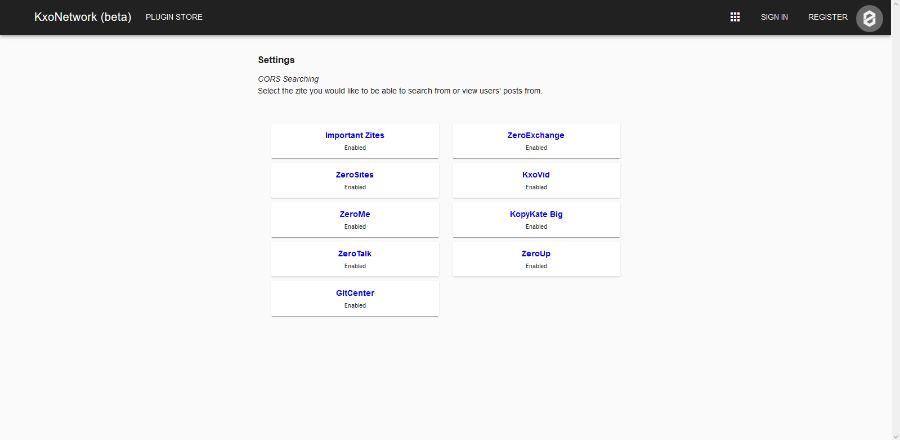 KxoNetwork (beta)
PLUGIN STORE
SIGN IN
REGISTER
Settings
CORS Searching
Select the zite you would like to be able to search from or view users' posts from.
Important Zites
Enabled
ZeroExchange
Enabled
ZeroSites
Enabled
KxoVid
Enabled
ZeroMe
Enabled
KopyKate Big
Enabled
ZeroTalk
Enabled
ZeroUp
Enabled
GitCenter
Enabled